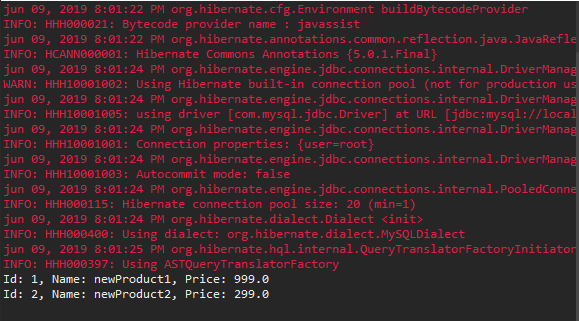 jun 09, 2019 8:01:22 PM org.hibernate.cfg.Environment buildBytecodeProvider
INFO: HHH000021: Bytecode provider name : javassist
jun 09, 2019 8:01:22 PM org.hibernate.annotations.common.reflection.java.JavaRefle
INFO: HCANN000001: Hibernate Commons Annotations {5.0.1.Final}
jun 09, 2019 8:01:24 PM org.hibernate.engine.jdbc.connections.internal.DriverManag
WARN: HHH10001002: Using Hibernate built-in connection pool (not for production us
jun 09, 2019 8:01:24 PM org.hibernate.engine.jdbc.connections.internal.DriverManag
INFO: HHH10001005: using driver [com.mysql.jdbc.Driver] at URL [jdbc:mysql://local
jun 09, 2019 8:01:24 PM org.hibernate.engine.jdbc.connections.internal.DriverManag
INFO: HHH10001001: Connection properties: {user=root}
jun 09, 2019 8:01:24 PM org.hibernate.engine.jdbc.connections.internal.DriverManag
INFO: HHH10001003: Autocommit mode: false
jun 09, 2019 8:01:24 PM org.hibernate.engine.jdbc.connections.internal.PooledConne
INFO: HHH000115: Hibernate connection pool size: 20 (min=1)
jun 09, 2019 8:01:24 PM org.hibernate.dialect.Dialect <init>
INFO: HHH000400: Using dialect: org.hibernate.dialect.MySQLDialect
jun 09, 2019 8:01:25 PM org.hibernate.hql.internal.QueryTranslatorFactoryInitiator
INFO: HHH000397: Using ASTQueryTranslatorFactory
Id: 1, Name: newProduct1, Price: 999.0
Id: 2, Name: newProduct2, Price: 299.0